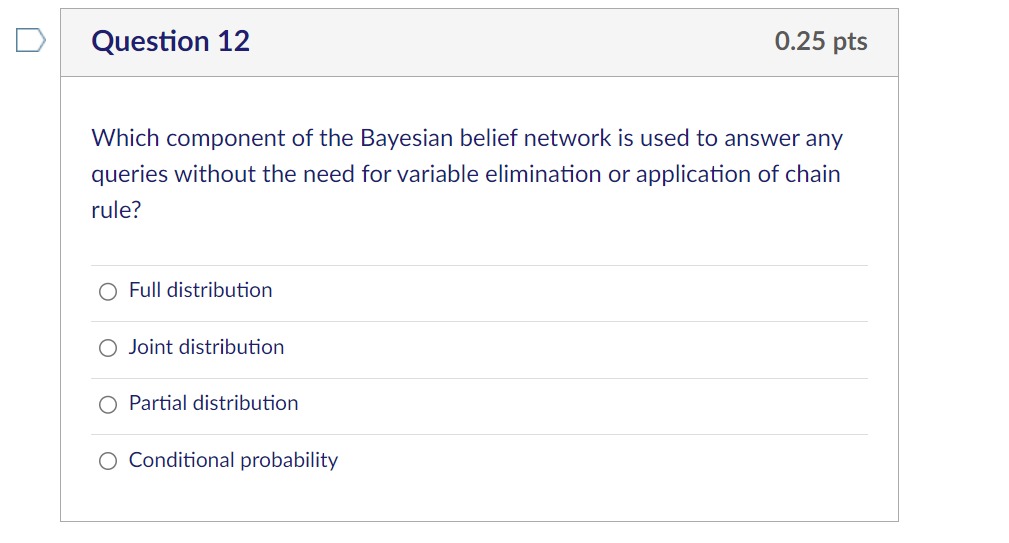 Question 12
0.25 pts
Which component of the Bayesian belief network is used to answer any
queries without the need for variable elimination or application of chain
rule?
Full distribution
Joint distribution
Partial distribution
Conditional probability